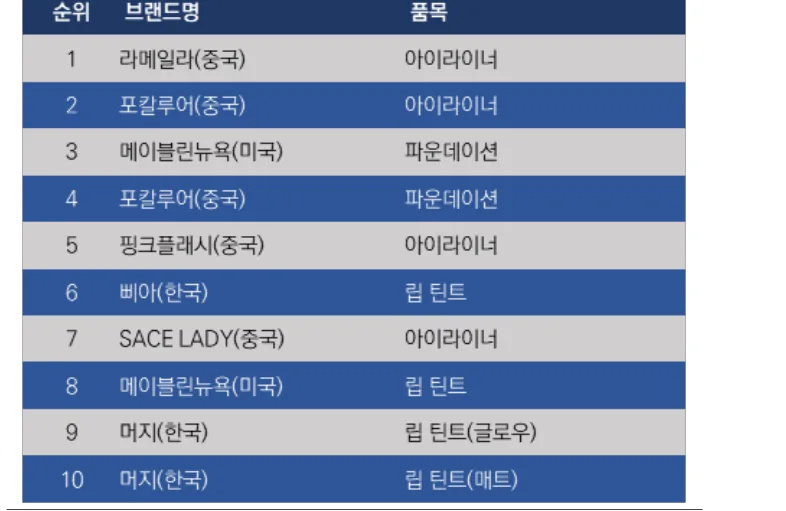 순위 브랜드명 품목
1 라메일라(중국) 아이라이너
2 포칼루어(중국) 아이라이너
3 메이블린뉴욕(미국) 파운데이션
4 포칼루어(중국) 파운데이션
5 핑크플래시(중국) 아이라이너
6 삐아(한국) 립 틴트
7 SACE LADY(중국) 아이라이너
8 메이블린뉴욕(미국) 립 틴트
9 머지(한국) 립 틴트(글로우)
10 머지(한국) 립 틴트(매트)